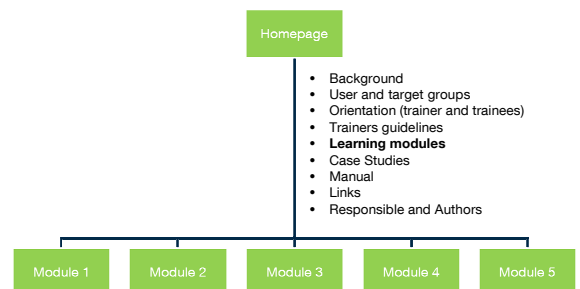 Homepage
• Background
• User and target groups
• Orientation (trainer and trainees)
• Trainers guidelines
• Learning modules
• Case Studies
• Manual
• Links
• Responsible and Authors
Module 1 Module 2 Module 3 Module 4 Module 5